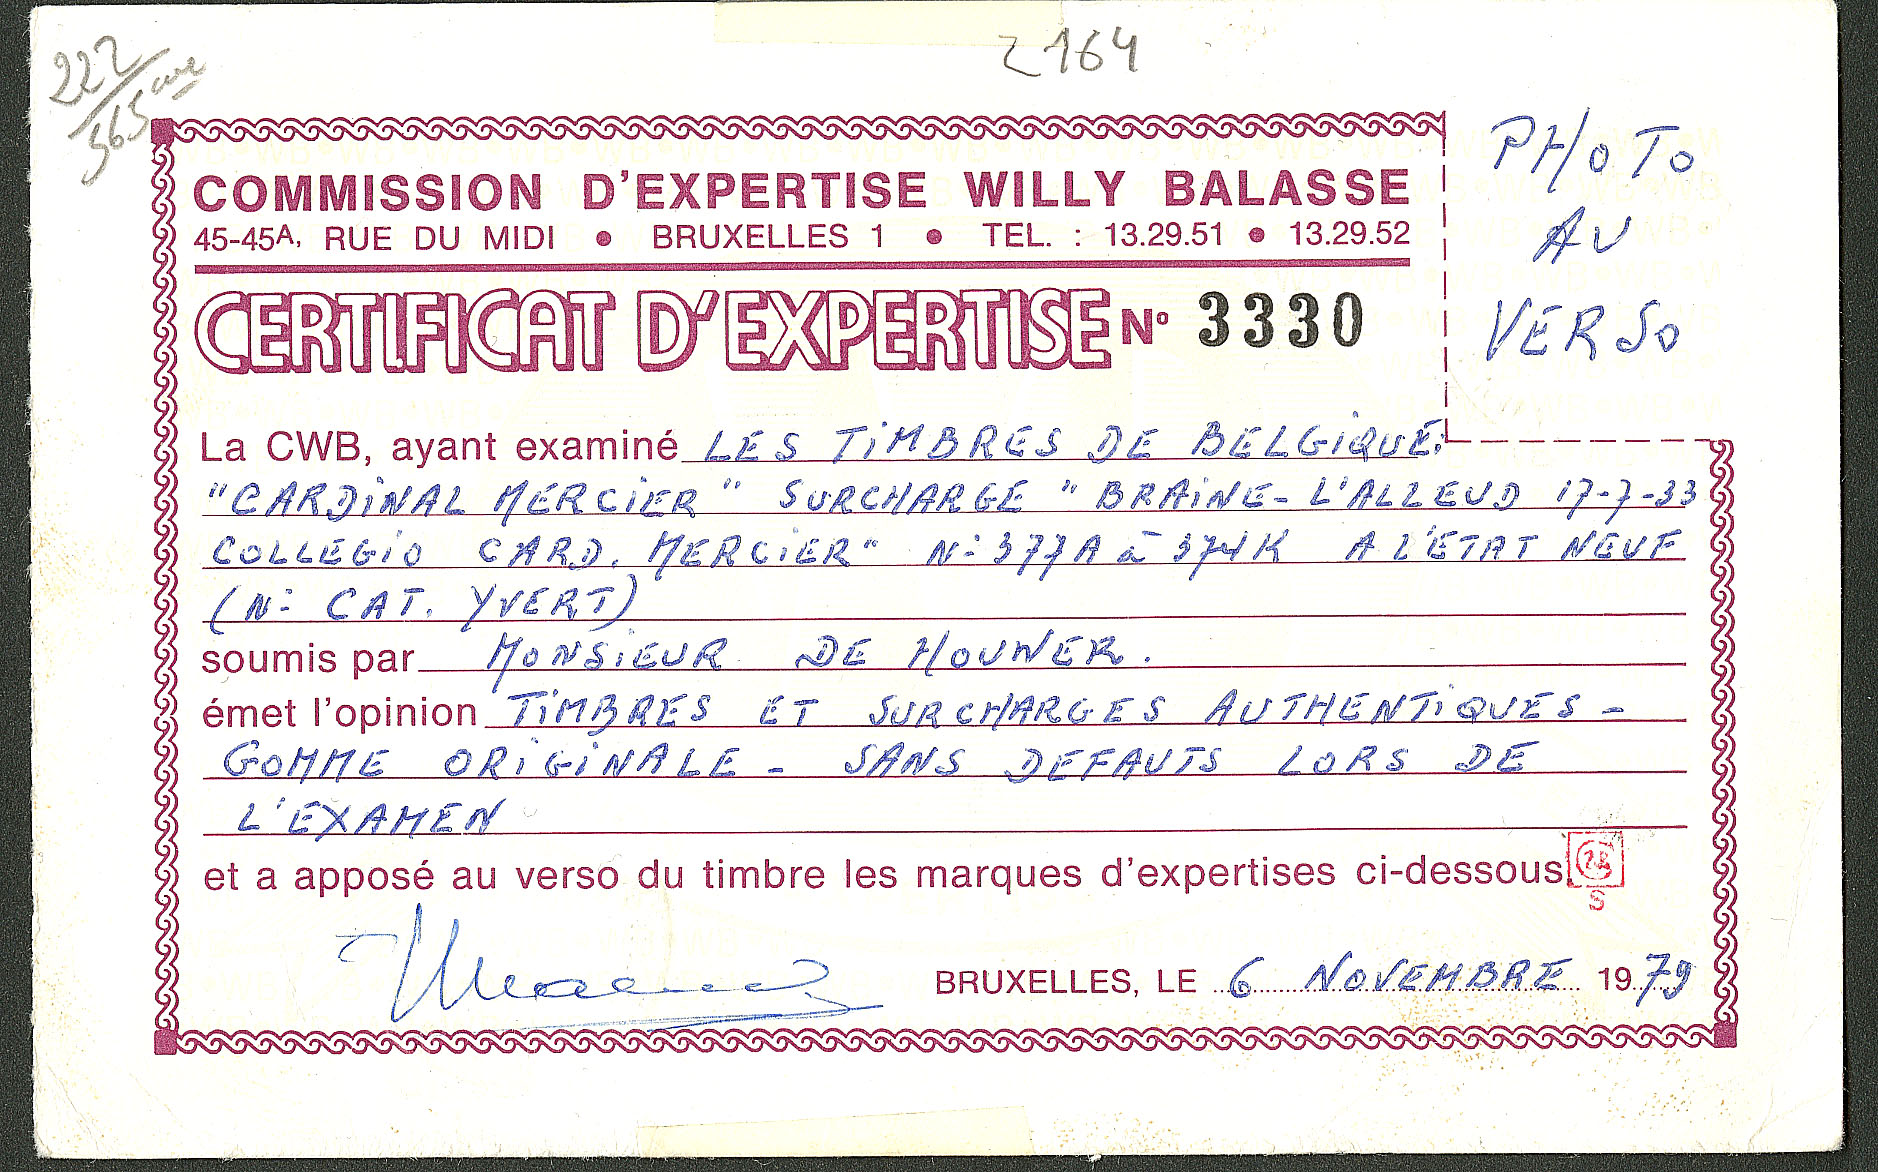 222
2164
565
PHOTO
AU
VERSO
COMMISSION D'EXPERTISE WILLY BALASSE
45-45A, RUE DU MIDI • BRUXELLES 1 • TEL. : 13.29.51 • 13.29.52
CERTIFICAT D'EXPERTISE Nº 3330
La CWB, ayant examiné LES TIMBRES DE BELGIQUE:
"CARDINAL MERCIER" SURCHARGE "BRAINE-L'ALLEUD 17-7-33
COLLEGIO CARD. MERCIER" N: 377A à 374K A L'ETAT NEUF
(N: CAT. YVERT)
soumis par MONSIEUR DE HOUWER.
émet l'opinion TIMBRES ET SURCHARGES AUTHENTIQUES -
GOMME ORIGINALE - SANS DEFAUTS LORS DE
L'EXAMEN
et a apposé au verso du timbre les marques d'expertises ci-dessous
S
BRUXELLES, LE 6 NOVEMBRE 1979